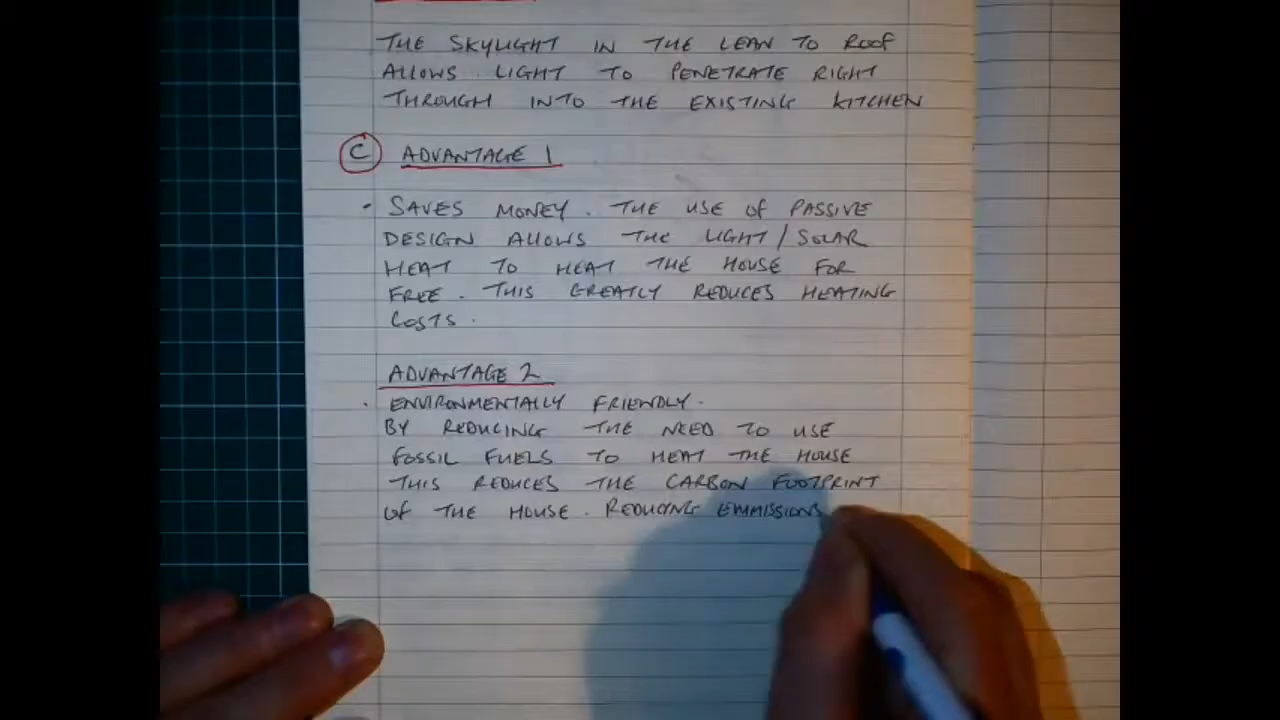 THE SKYLIGHT IN THE LEAN TO ROOF
ALLOWS LIGHT TO PENETRATE RIGHT
THROUGH INTO THE EXISTING KITCHEN
C ADVANTAGE 1
- SAVES MONEY. THE USE OF PASSIVE
DESIGN ALLOWS THE LIGHT/SOLAR
HEAT TO HEAT THE HOUSE FOR
FREE. THIS GREATLY REDUCES HEATING
COSTS.
ADVANTAGE 2
. ENVIRONMENTALLY FRIENDLY.
BY REDUCING THE NEED TO USE
FOSSIL FUELS TO HEAT THE HOUSE
THIS REDUCES THE CARBON FOOTPRINT
OF THE HOUSE. REDUCING EMMISSIONS